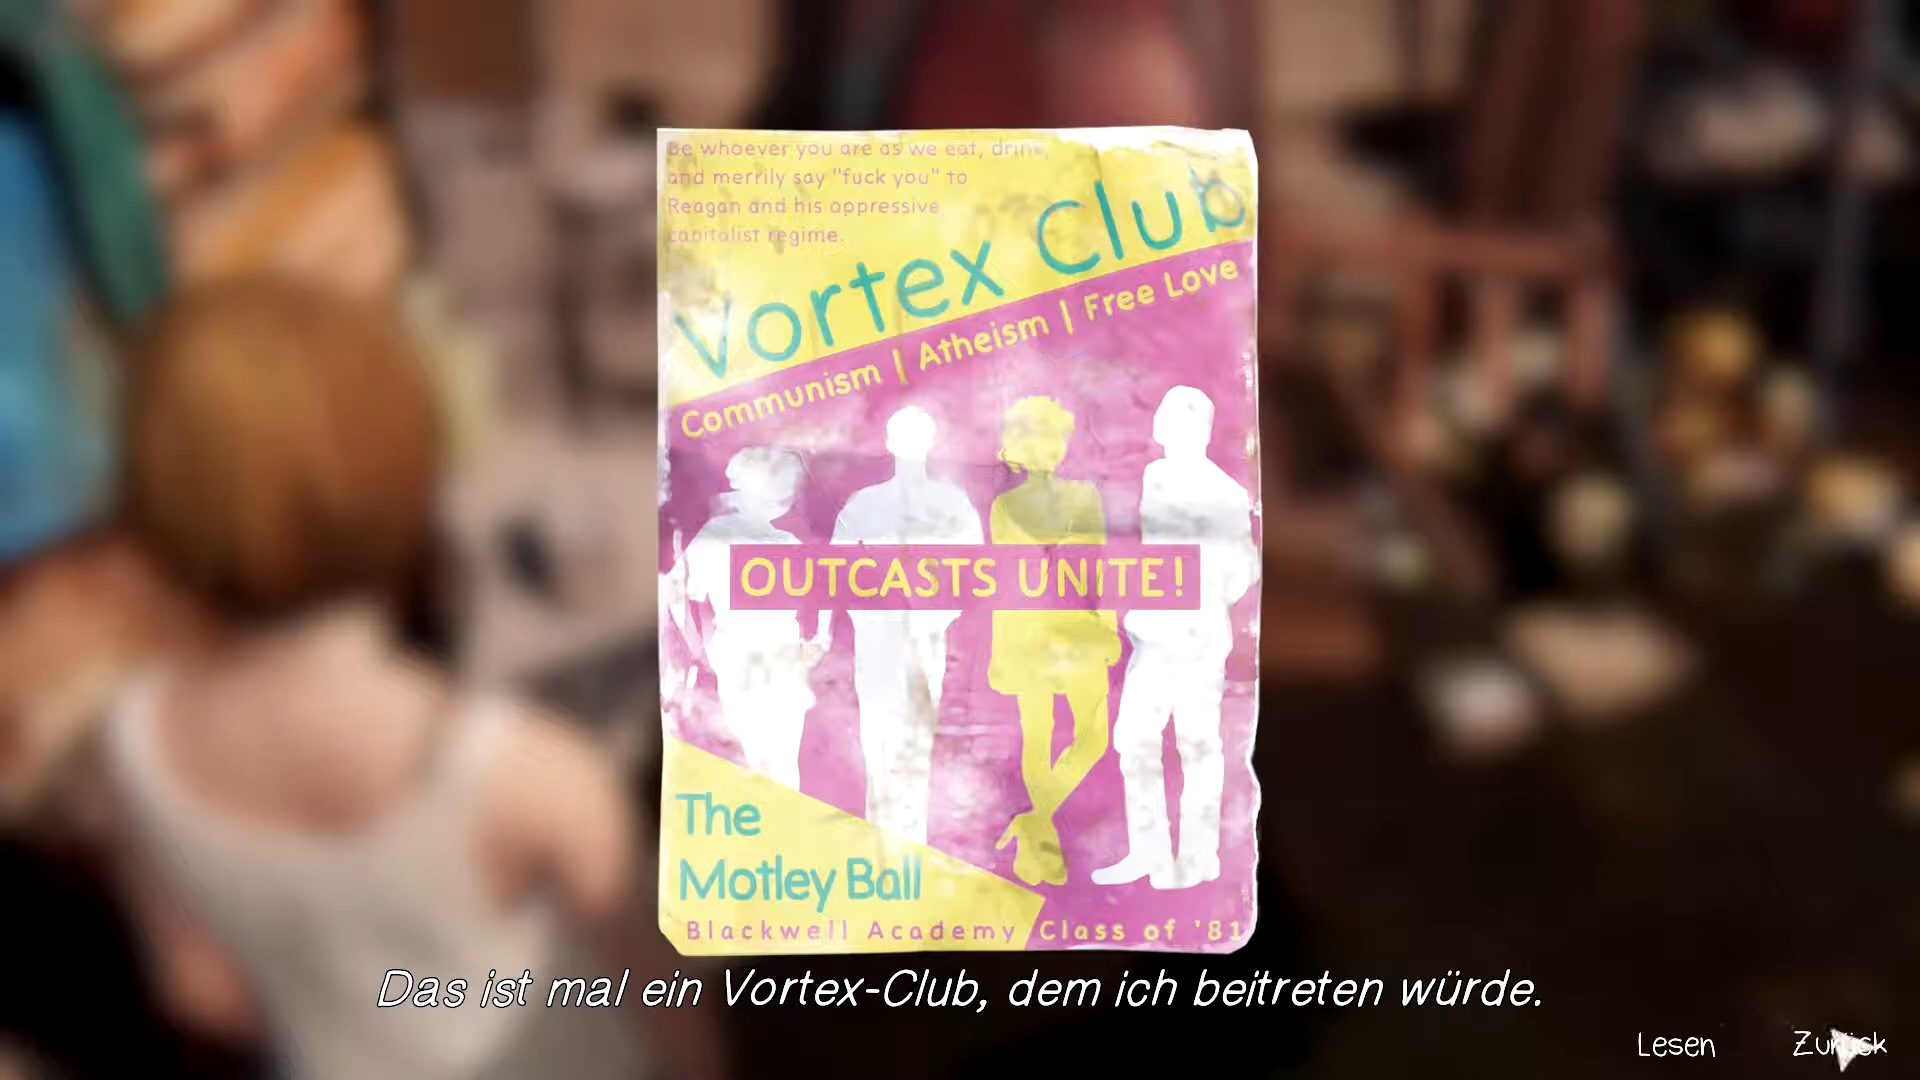 Be whoever you are as we eat, drink,
and merrily say "fuck you" to
Reagan and his oppressive
capitalist regime.
Vortex Club
Communism | Atheism | Free Love
OUTCASTS UNITE!
The
Motley Ball
Blackwell Academy Class of '81
Das ist mal ein Vortex-Club, dem ich beitreten würde.
Lesen Zurück